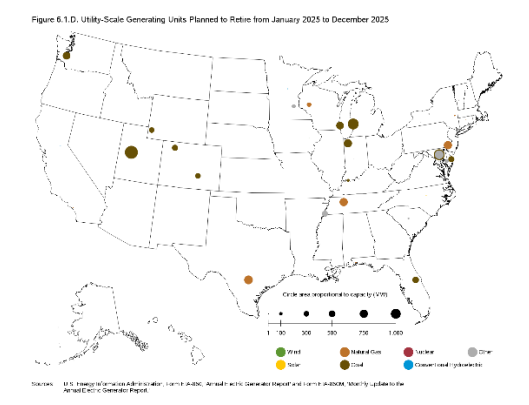 Figure 6.1.D. Utility-Scale Generating Units Planned to Retire from January 2025 to December 2025
Circle area proportional to capacity (MW)
1 100 300 500 750 1,000
Wind Natural Gas Nuclear Other
Solar Coal Conventional Hydroelectric
Sources: U.S. Energy Information Administration, Form EIA-860, 'Annual Electric Generator Report' and Form EIA-860M, 'Monthly Update to the
Annual Electric Generator Report.'